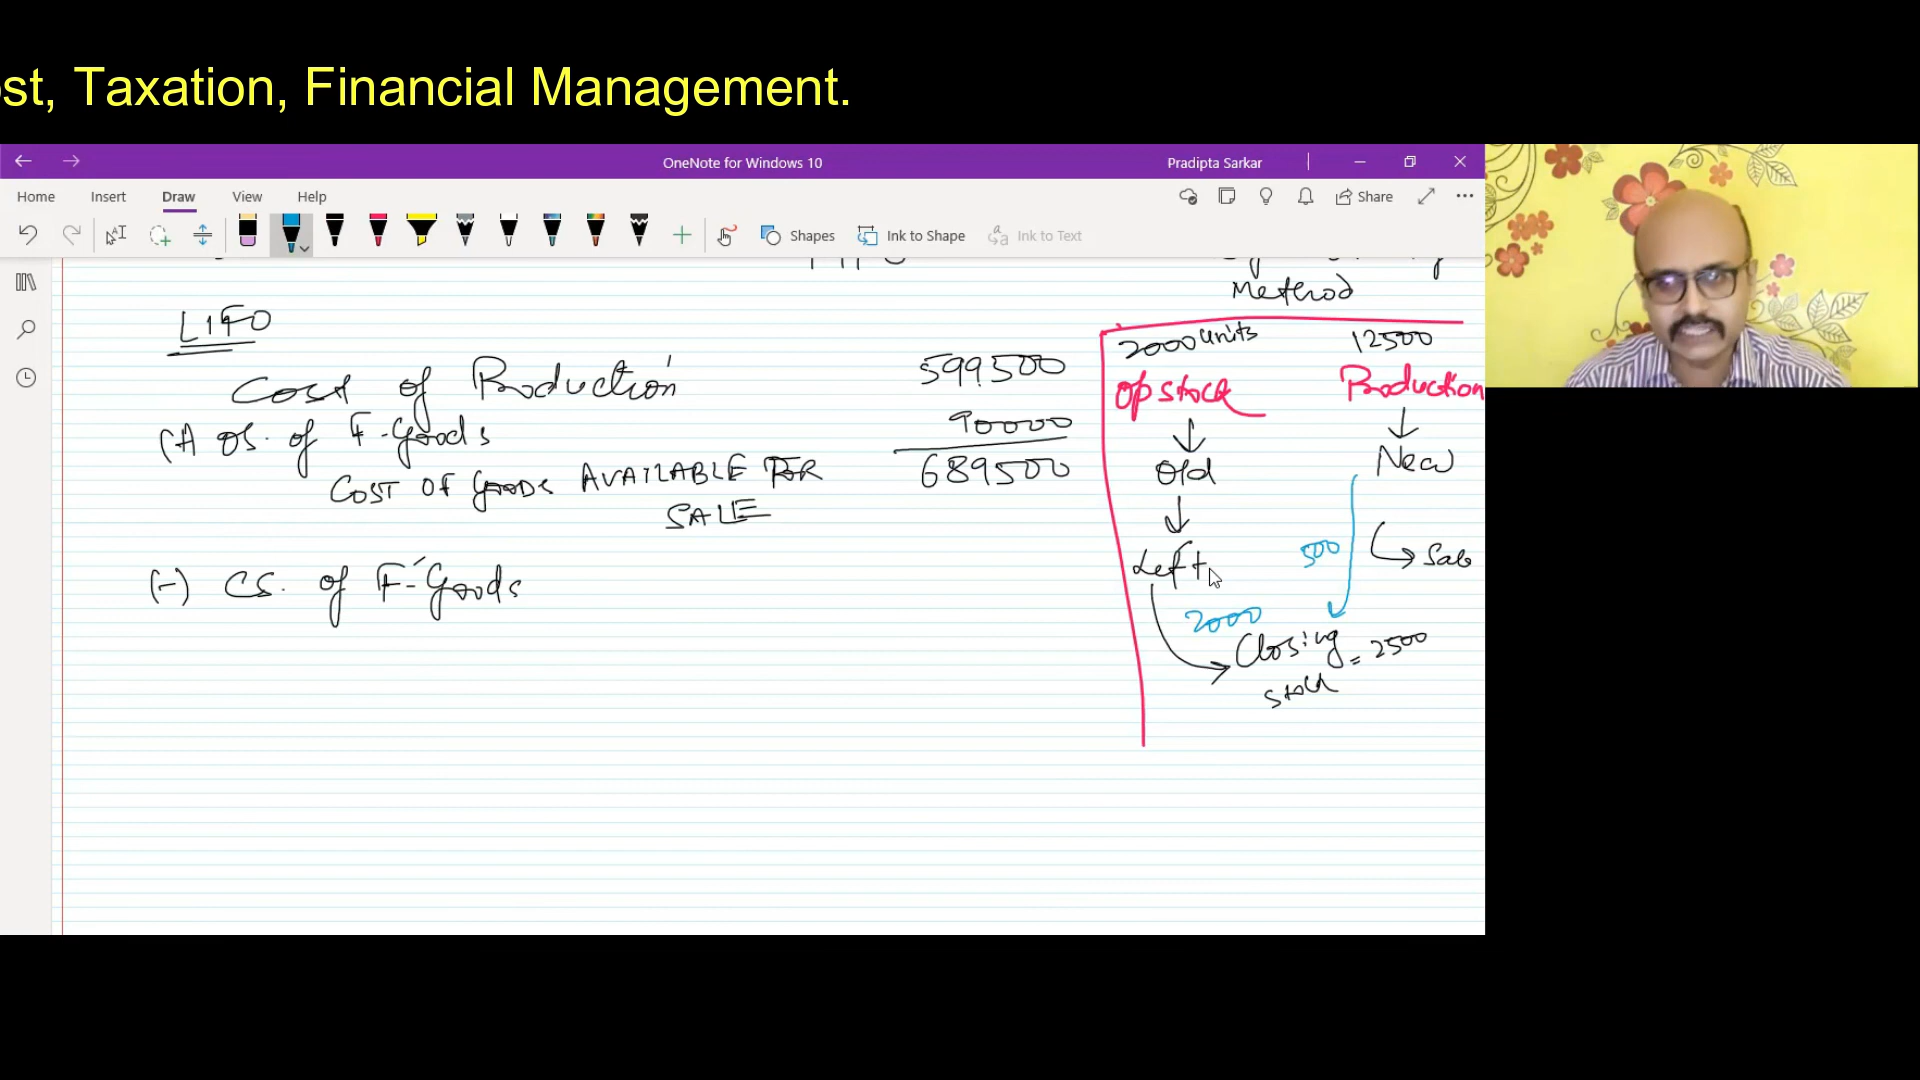 st, Taxation, Financial Management.
OneNote for Windows 10
Pradipta Sarkar
Home Insert Draw View Help
Share
Shapes
Ink to Shape
Ink to Text
Method
LIFO
Cost of Production 599500
(A OS. of F-Goods 90000
COST OF GOODS AVAILABLE FOR 689500
SALE
(-) CS. of F-Goods
2000 units 12500
Op stock Production
Old New
Left 500 Sale
2000
Closing = 2500
Stock